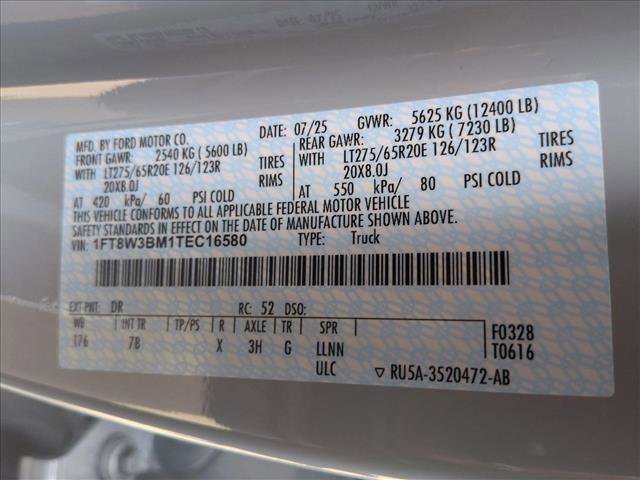 MFD. BY FORD MOTOR CO.
DATE: 07/25 GVWR: 5625 KG (12400 LB)
FRONT GAWR: 2540 KG (5600 LB)
REAR GAWR: 3279 KG (7230 LB)
WITH LT275/65R20E 126/123R TIRES
WITH LT275/65R20E 126/123R TIRES
20X8.0J RIMS
20X8.0J RIMS
AT 420 kPa/ 60 PSI COLD
AT 550 kPa/ 80 PSI COLD
THIS VEHICLE CONFORMS TO ALL APPLICABLE FEDERAL MOTOR VEHICLE
SAFETY STANDARDS IN EFFECT ON THE DATE OF MANUFACTURE SHOWN ABOVE.
VIN: 1FT8W3BM1TEC16580 TYPE: Truck
EXT PNT: DR RC: 52 DSO:
WB INT TR TP/PS R AXLE TR SPR
176 7B X 3H G LLNN
ULC
F0328
T0616
▽ RU5A-3520472-AB